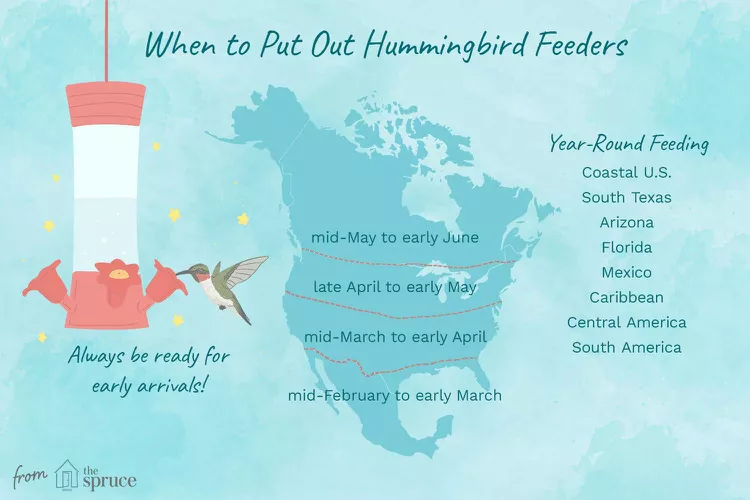 When to Put Out Hummingbird Feeders
Always be ready for
early arrivals!
mid-May to early June
late April to early May
mid-March to early April
mid-February to early March
Year-Round Feeding
Coastal U.S.
South Texas
Arizona
Florida
Mexico
Caribbean
Central America
South America
from the spruce